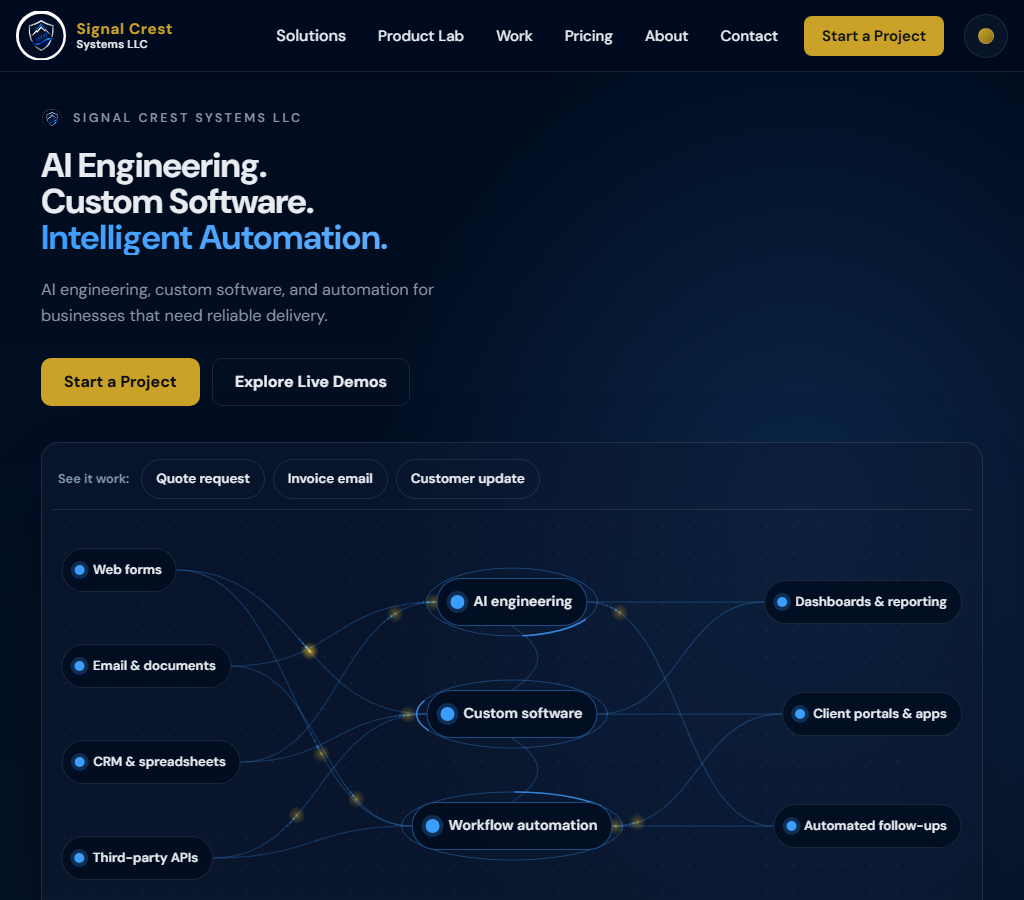 Signal Crest
Systems LLC
Solutions
Product Lab
Work
Pricing
About
Contact
Start a Project
SIGNAL CREST SYSTEMS LLC
AI Engineering.
Custom Software.
Intelligent Automation.
AI engineering, custom software, and automation for
businesses that need reliable delivery.
Start a Project
Explore Live Demos
See it work:
Quote request
Invoice email
Customer update
Web forms
Email & documents
CRM & spreadsheets
Third-party APIs
AI engineering
Custom software
Workflow automation
Dashboards & reporting
Client portals & apps
Automated follow-ups